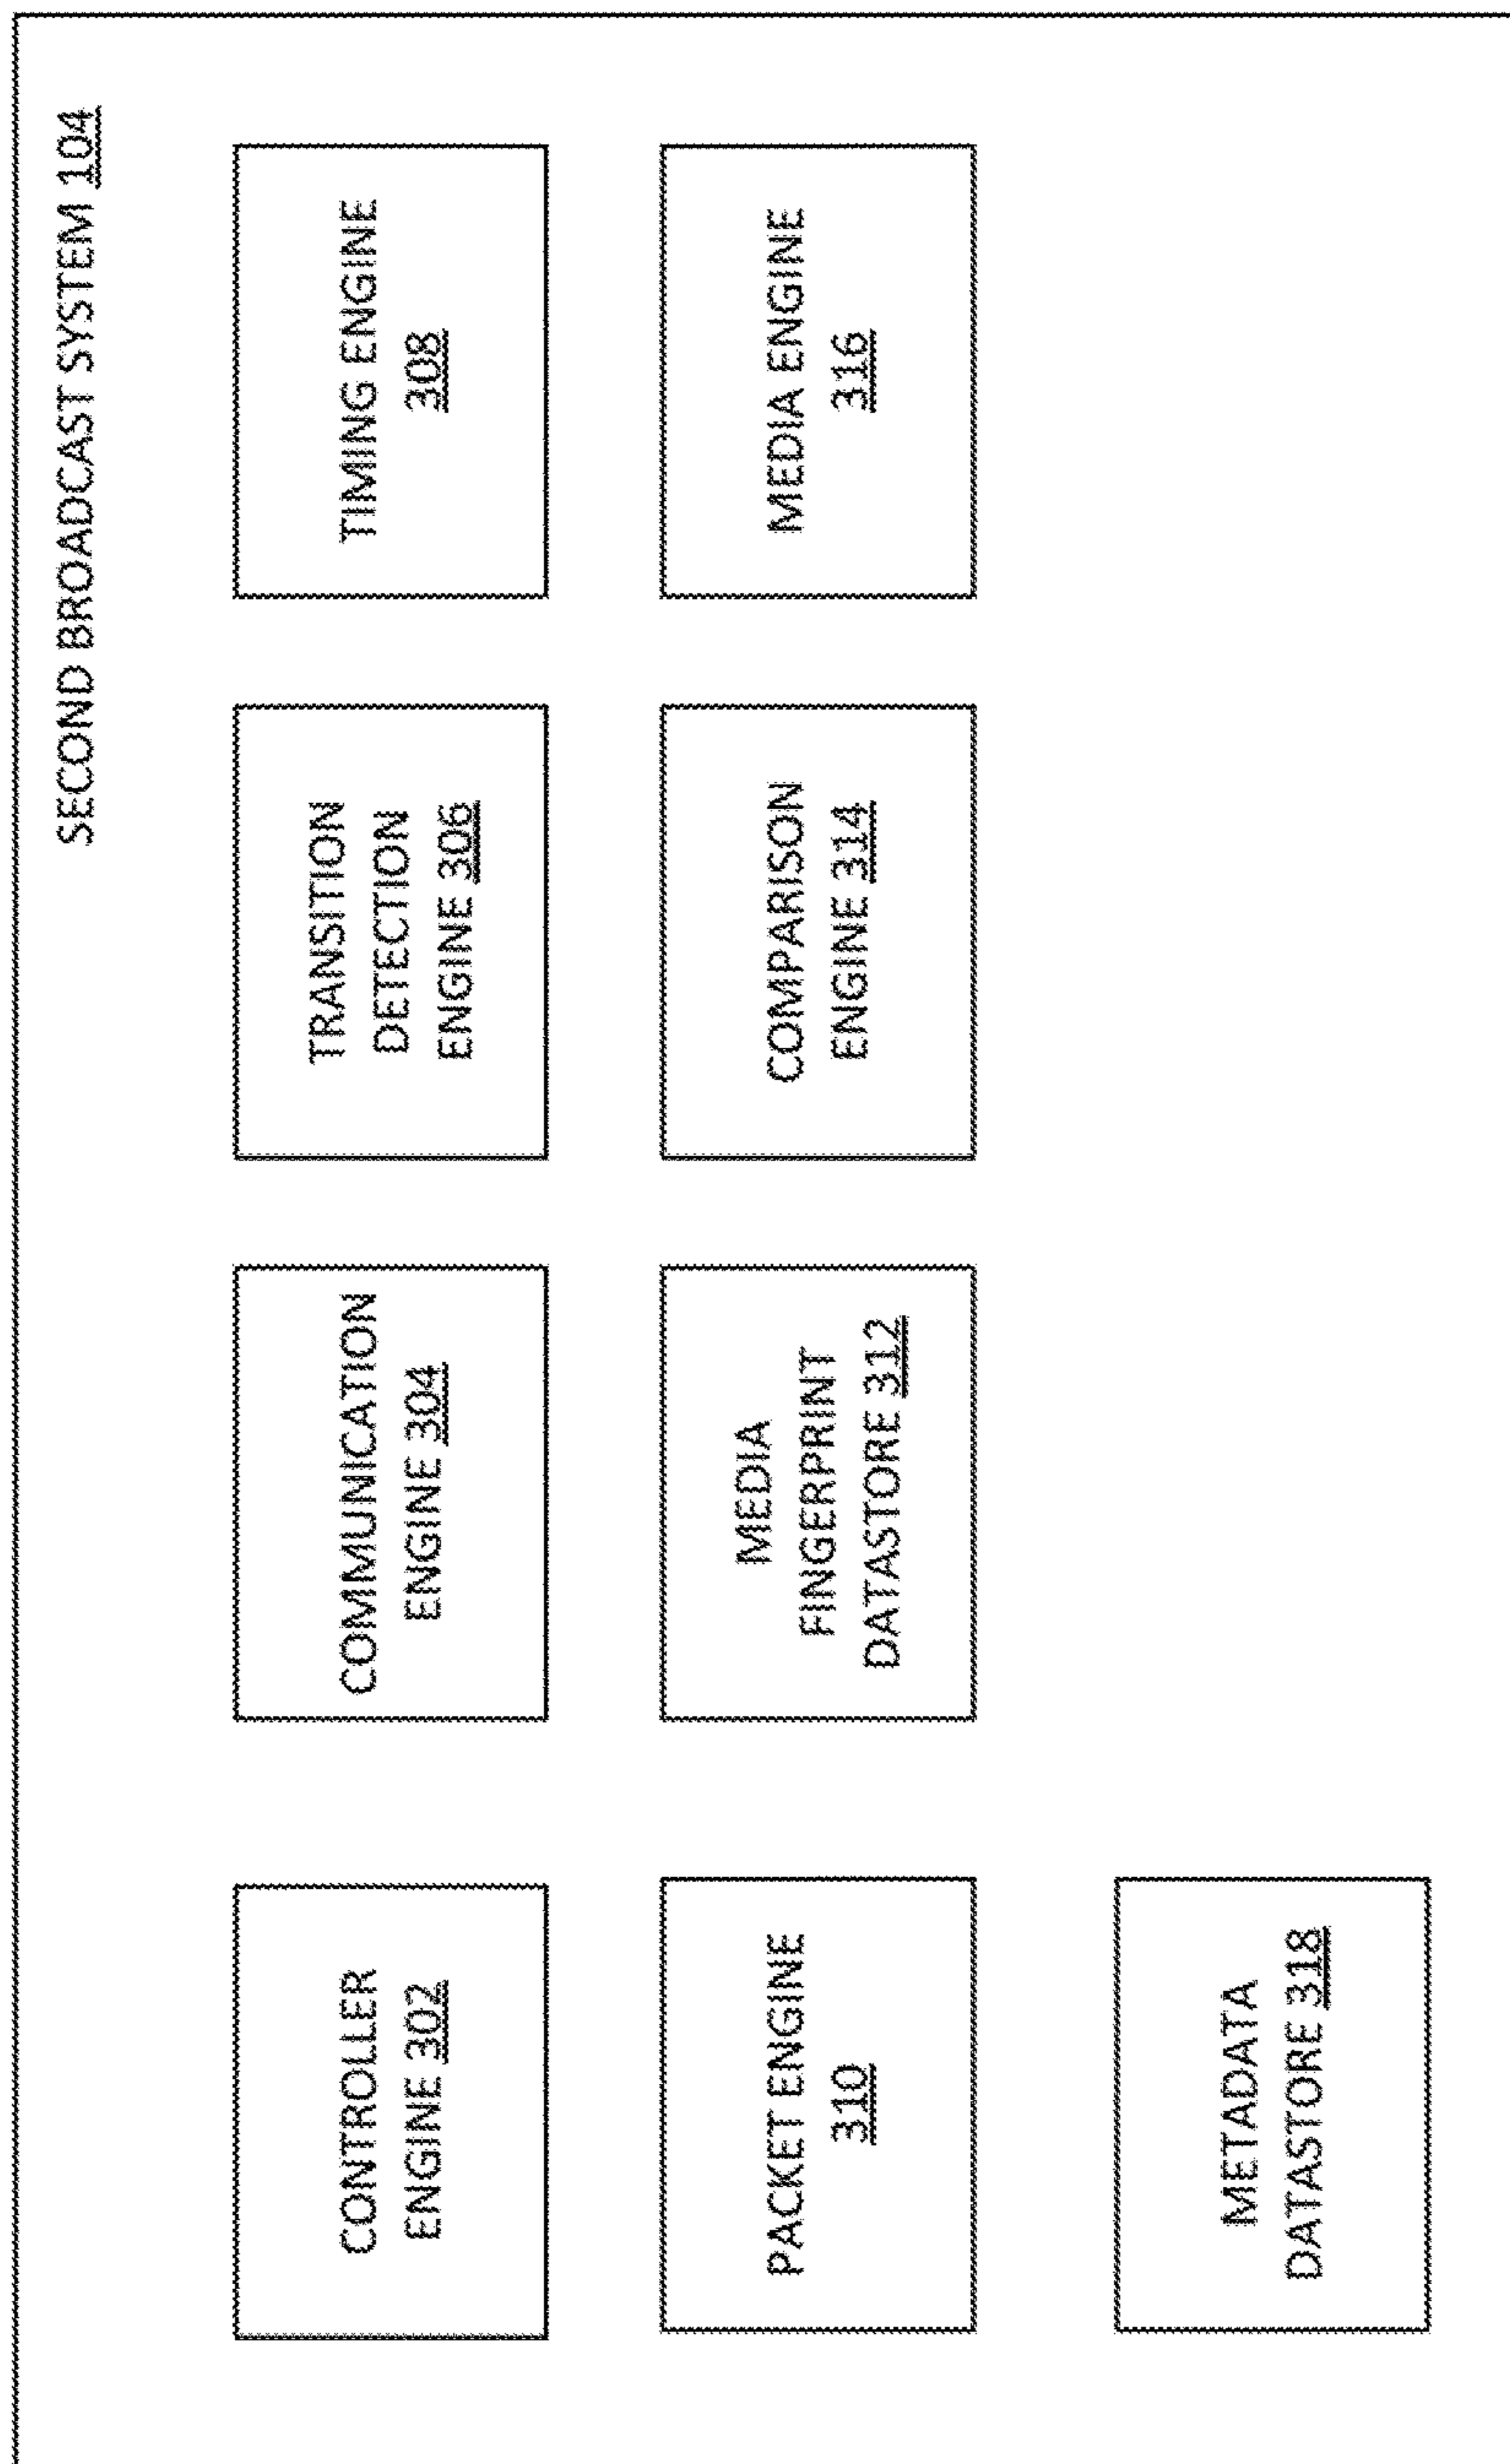 SECOND BROADCAST SYSTEM 104
CONTROLLER
ENGINE 302
COMMUNICATION
ENGINE 304
TRANSITION
DETECTION
ENGINE 306
TIMING ENGINE
308
PACKET ENGINE
310
MEDIA
FINGERPRINT
DATASTORE 312
COMPARISON
ENGINE 314
MEDIA ENGINE
316
METADATA
DATASTORE 318